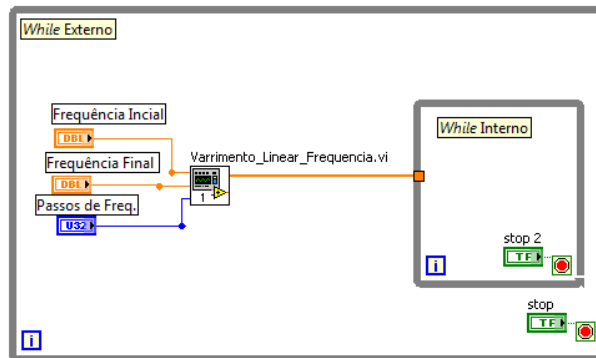 While Externo
Frequência Incial
DBL
Frequência Final
DBL
Passos de Freq.
U32
Varrimento_Linear_Frequencia.vi
1
While Interno
stop 2
TF
i
stop
TF
i